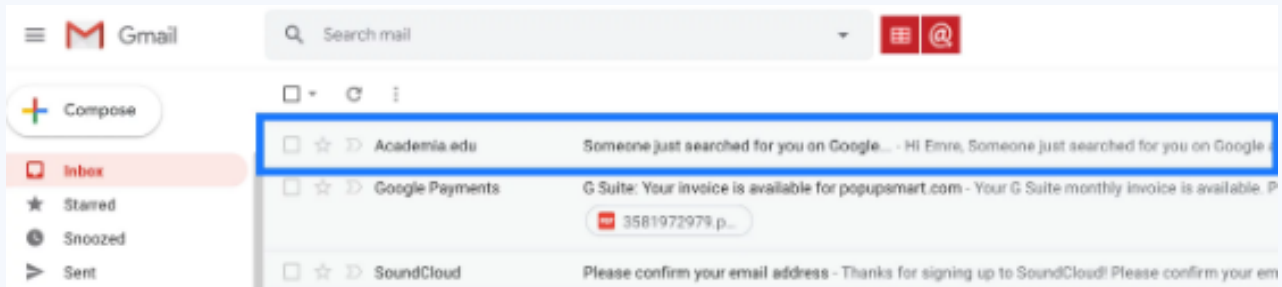 Gmail Search mail
Compose
Academia.edu Someone just searched for you on Google... - Hi Emre, Someone just searched for you on Google
Inbox
Google Payments G Suite: Your invoice is available for popupsmart.com - Your G Suite monthly invoice is available. P
Starred
PDF 3581972979.p...
Snoozed
Sent
SoundCloud Please confirm your email address - Thanks for signing up to SoundCloud! Please confirm your em